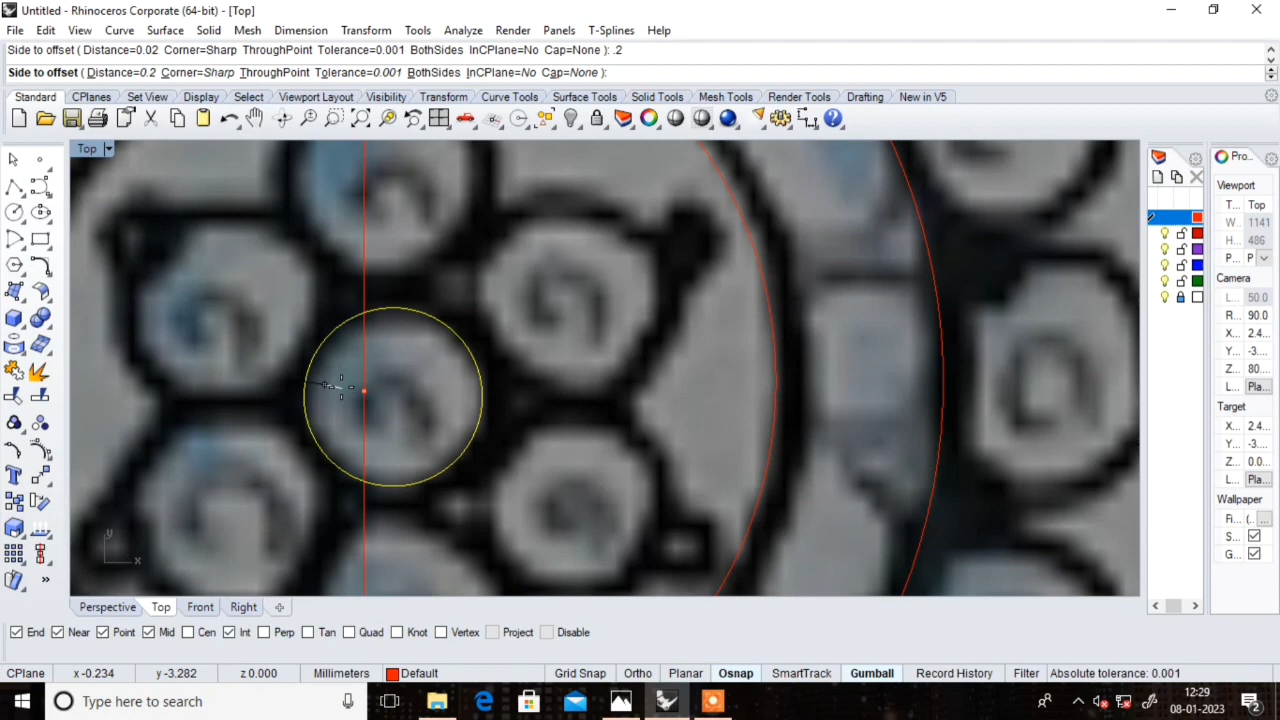 Untitled - Rhinoceros Corporate (64-bit) - [Top]
File Edit View Curve Surface Solid Mesh Dimension Transform Tools Analyze Render Panels T-Splines Help
Side to offset ( Distance=0.02 Corner=Sharp ThroughPoint Tolerance=0.001 BothSides InCPlane=No Cap=None ): .2
Side to offset ( Distance=0.2 Corner=Sharp ThroughPoint Tolerance=0.001 BothSides InCPlane=No Cap=None ):
Standard CPlanes Set View Display Select Viewport Layout Visibility Transform Curve Tools Surface Tools Solid Tools Mesh Tools Render Tools Drafting New in V5
Top
Pro...
Viewport
T... Top
W... 1141
H... 486
P... P
Camera
L... 50.0
R... 90.0
X... 2.4
Y... -3....
Z... 80...
L... Pla...
Target
X... 2.4
Y... -3....
Z... 0.0...
L... Pla...
Wallpaper
Fi... (... ...
S...
G...
y
x
Perspective Top Front Right
End Near Point Mid Cen Int Perp Tan Quad Knot Vertex Project Disable
CPlane x -0.234 y -3.282 z 0.000 Millimeters Default Grid Snap Ortho Planar Osnap SmartTrack Gumball Record History Filter Absolute tolerance: 0.001
Type here to search
12:29
08-01-2023
2